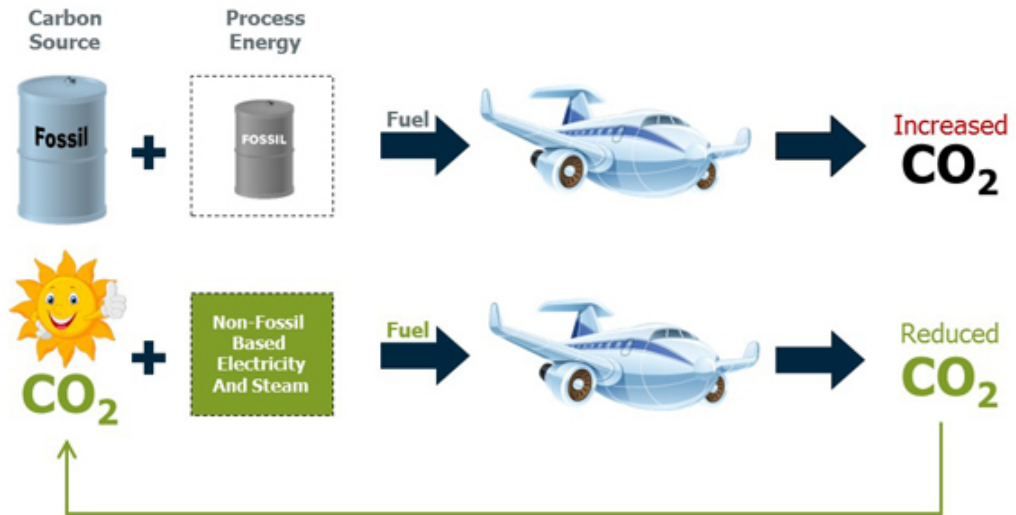 Carbon
Source
Process
Energy
Fossil
FOSSIL
Fuel
Increased
CO₂
CO₂
Non-Fossil
Based
Electricity
And Steam
Fuel
Reduced
CO₂